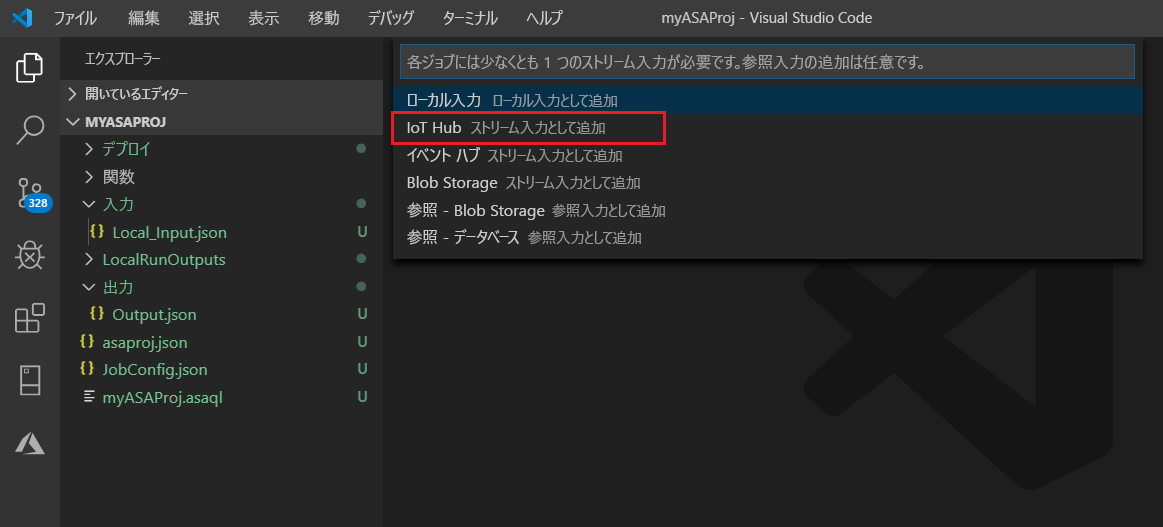 ファイル 編集 選択 表示 移動 デバッグ ターミナル ヘルプ myASAProj - Visual Studio Code
エクスプローラー
開いているエディター
MYASAPROJ
デプロイ
関数
入力
Local_Input.json U
LocalRunOutputs
出力
Output.json U
asaproj.json U
JobConfig.json U
myASAProj.asaql U
328
各ジョブには少なくとも 1 つのストリーム入力が必要です。参照入力の追加は任意です。
ローカル入力 ローカル入力として追加
IoT Hub ストリーム入力として追加
イベント ハブ ストリーム入力として追加
Blob Storage ストリーム入力として追加
参照 - Blob Storage 参照入力として追加
参照 - データベース 参照入力として追加